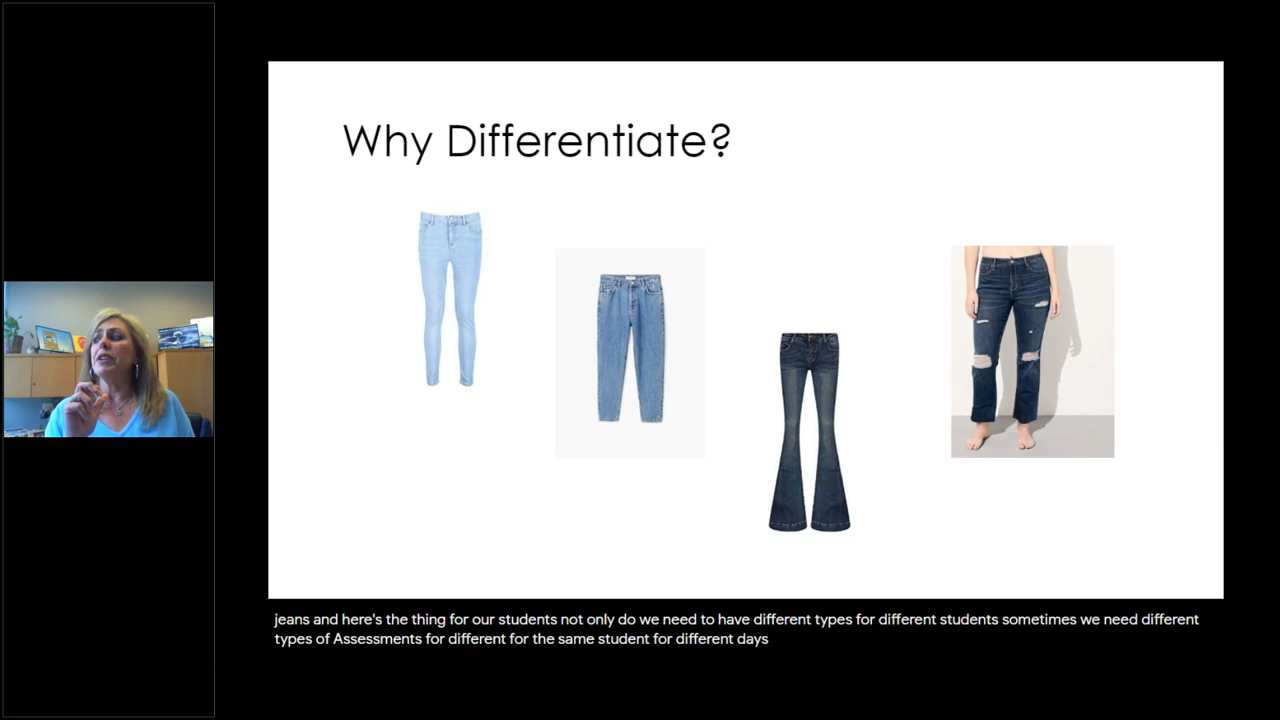 Why Differentiate?
jeans and here's the thing for our students not only do we need to have different types for different students sometimes we need different
types of Assessments for different for the same student for different days